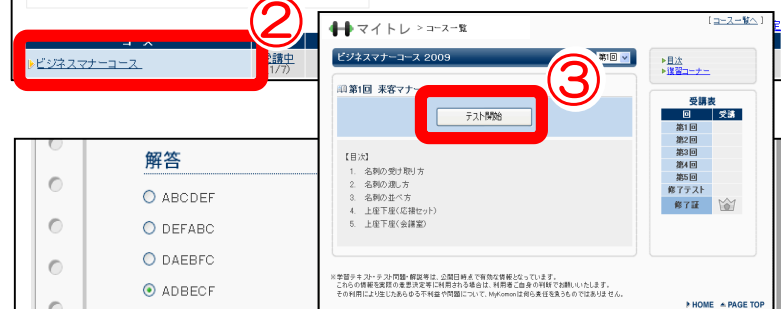 ②
コース
ビジネスマナーコース
受講中
(1/7)
マイトレ > コース一覧
[コース一覧へ]
ビジネスマナーコース 2009
第1回
第1回 来客マナー
③
テスト開始
【目次】
1. 名刺の受け取り方
2. 名刺の渡し方
3. 名刺の並べ方
4. 上座下座(応接セット)
5. 上座下座(会議室)
目次
復習コーナー
受講表
回 受講
第1回
第2回
第3回
第4回
第5回
修了テスト
修了証
※学習テキスト・テスト問題・解説等は、公開日時点で有効な情報となっています。
これらの情報を実際の意思決定等に利用される場合は、利用者ご自身の判断でお願いいたします。
その利用により生じたあらゆる不利益や問題について、MyKomonは何ら責任を負うものではありません。
HOME PAGE TOP
解答
ABCDEF
DEFABC
DAEBFC
ADBECF